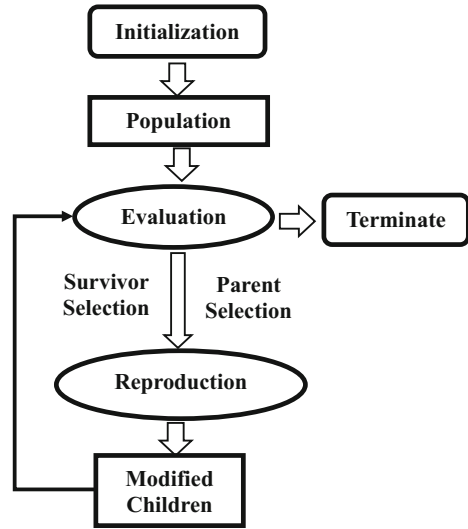 Initialization
Population
Evaluation
Terminate
Survivor
Selection
Parent
Selection
Reproduction
Modified
Children